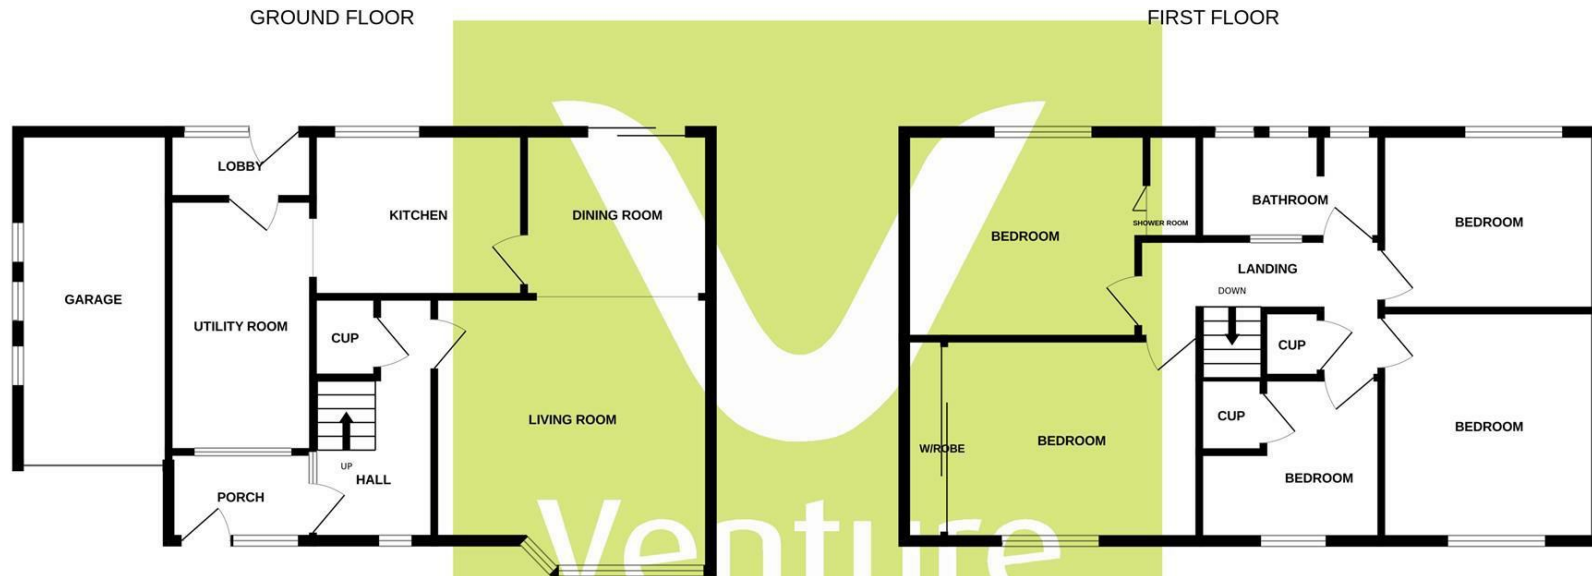 GROUND FLOOR
FIRST FLOOR
LOBBY
KITCHEN
DINING ROOM
GARAGE
UTILITY ROOM
CUP
LIVING ROOM
UP
HALL
PORCH
BEDROOM
SHOWER ROOM
BATHROOM
BEDROOM
LANDING
DOWN
CUP
CUP
W/ROBE
BEDROOM
BEDROOM
BEDROOM
Venture